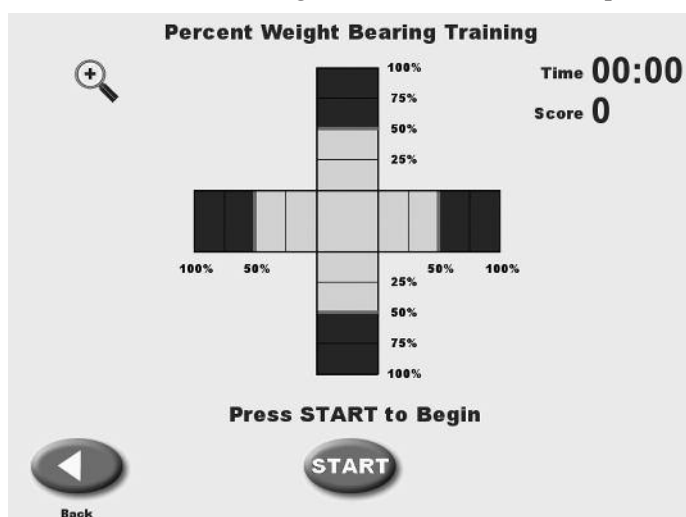 Percent Weight Bearing Training
Time 00:00
Score 0
100%
75%
50%
25%
100% 50% 50% 100%
25%
50%
75%
100%
Press START to Begin
START
Back